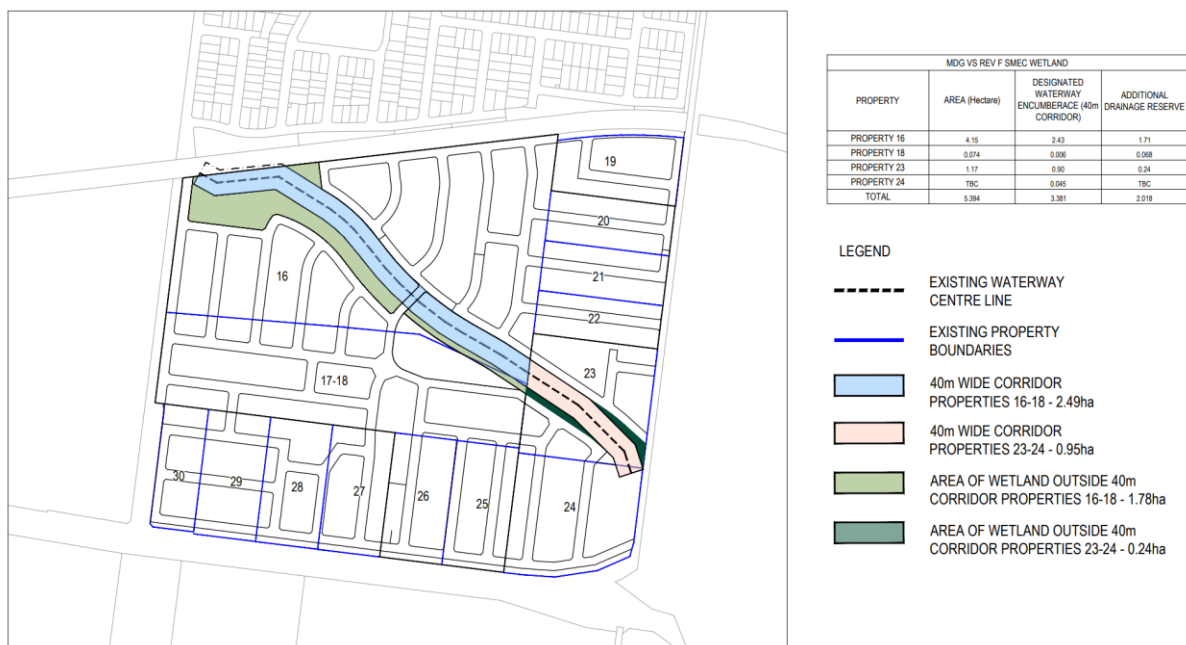 MDG VS REV F SMEC WETLAND
PROPERTY AREA (Hectare) DESIGNATED WATERWAY ENCUMBERACE (40m CORRIDOR) ADDITIONAL DRAINAGE RESERVE
PROPERTY 16 4.15 2.43 1.71
PROPERTY 18 0.074 0.006 0.068
PROPERTY 23 1.17 0.90 0.24
PROPERTY 24 TBC 0.045 TBC
TOTAL 5.394 3.381 2.018
19
20
21
22
23
16
17-18
30
29
28
27
26
25
24
LEGEND
EXISTING WATERWAY
CENTRE LINE
EXISTING PROPERTY
BOUNDARIES
40m WIDE CORRIDOR
PROPERTIES 16-18 - 2.49ha
40m WIDE CORRIDOR
PROPERTIES 23-24 - 0.95ha
AREA OF WETLAND OUTSIDE 40m
CORRIDOR PROPERTIES 16-18 - 1.78ha
AREA OF WETLAND OUTSIDE 40m
CORRIDOR PROPERTIES 23-24 - 0.24ha